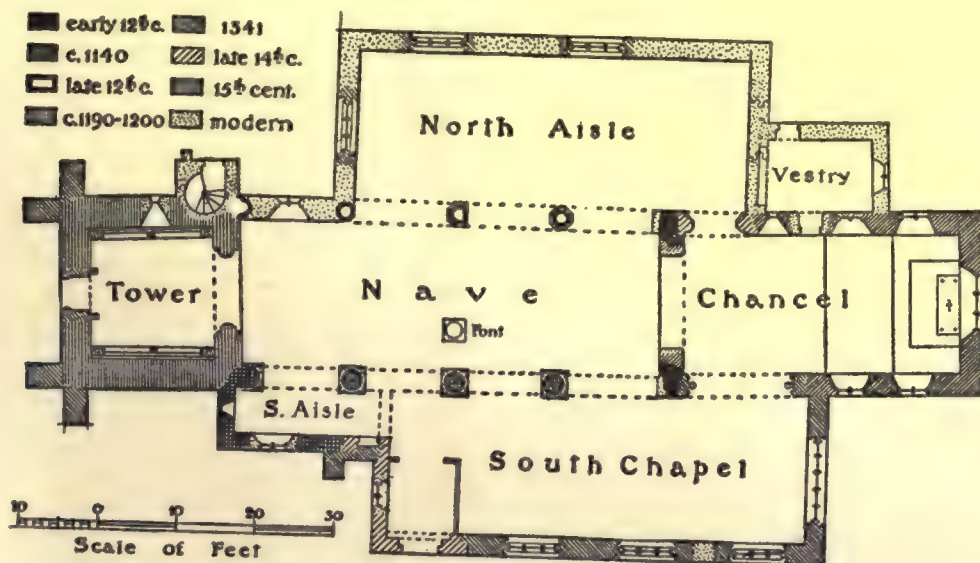 early 12th c.
c.1140
late 12th c.
c.1190-1200
1341
late 14th c.
15th cent.
modern
North Aisle
Vestry
Tower
Nave
Chancel
Font
S. Aisle
South Chapel
10 0 10 20 30
Scale of Feet